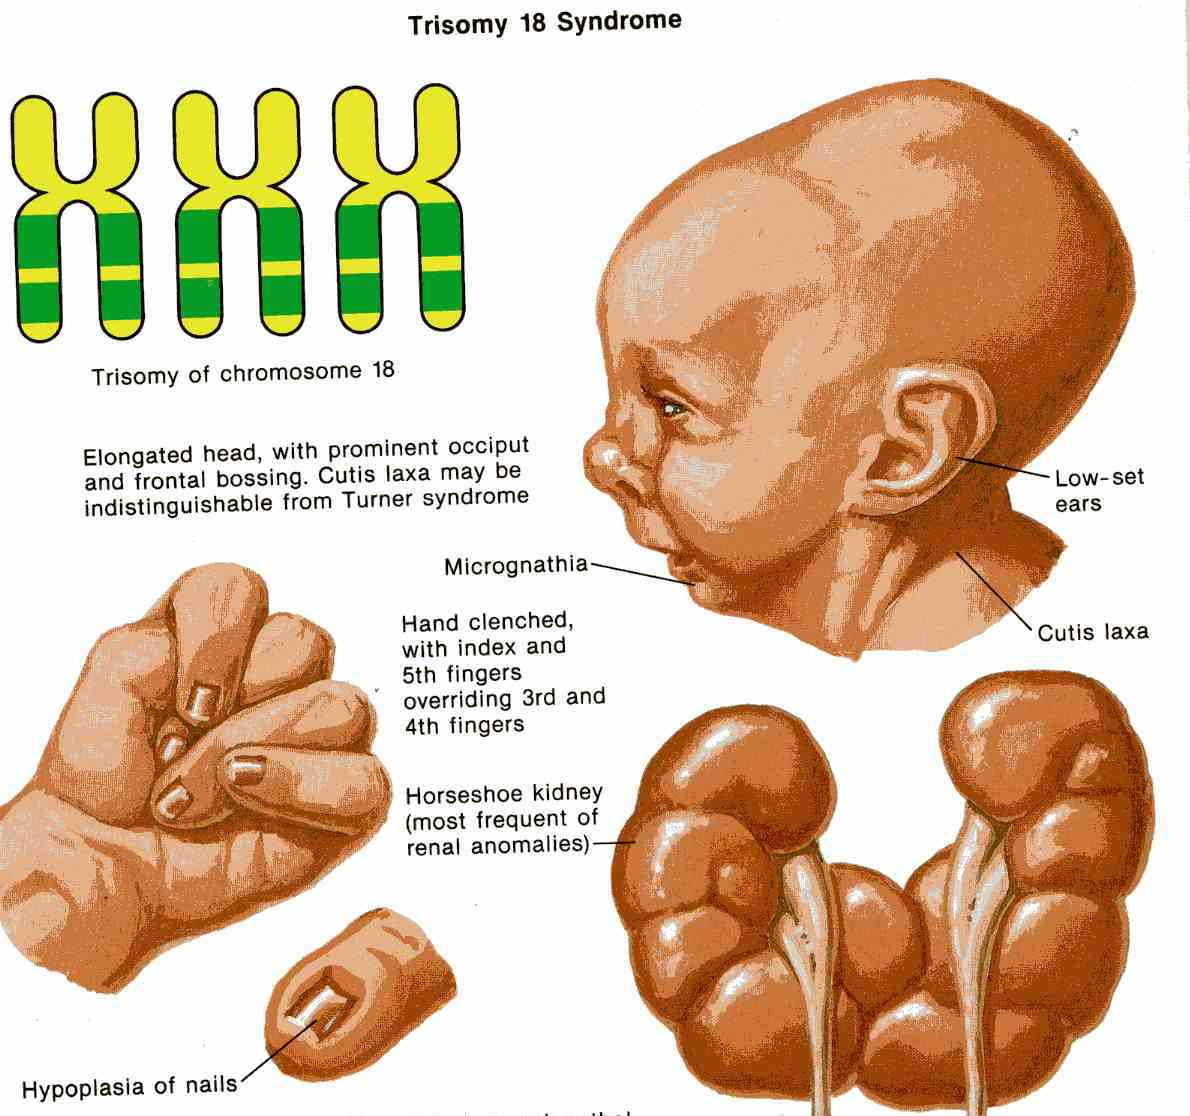 Trisomy 18 Syndrome
Trisomy of chromosome 18
Elongated head, with prominent occiput
and frontal bossing. Cutis laxa may be
indistinguishable from Turner syndrome
Low-set
ears
Micrognathia
Cutis laxa
Hand clenched,
with index and
5th fingers
overriding 3rd and
4th fingers
Horseshoe kidney
(most frequent of
renal anomalies)
Hypoplasia of nails